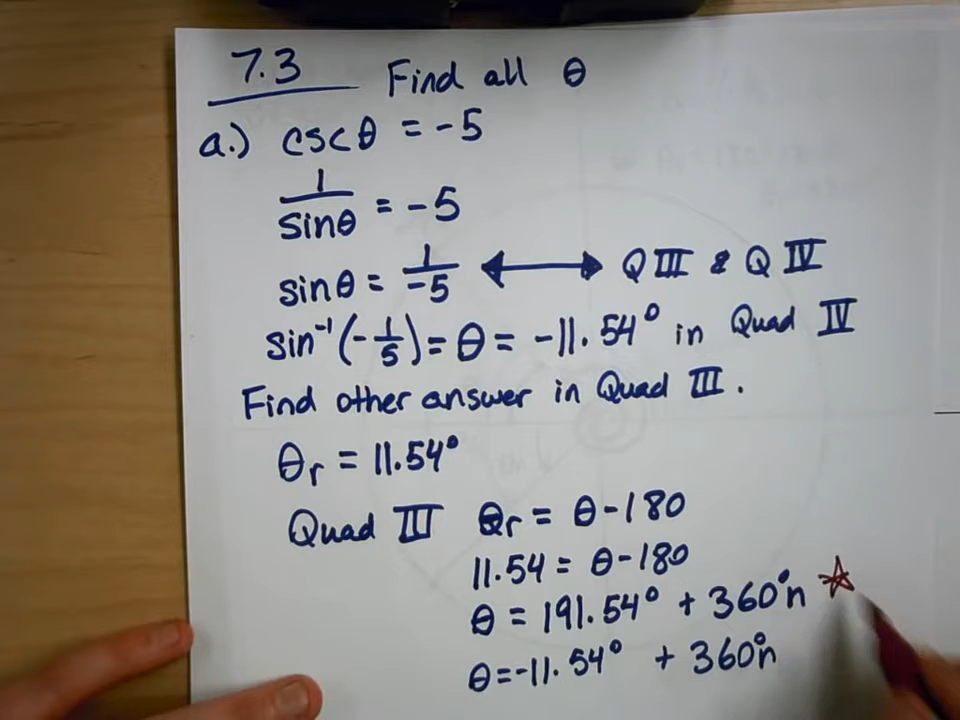 7.3 Find all θ
a.) cscθ = -5
1/sinθ = -5
sinθ = 1/-5 ↔ Q III & Q IV
sin⁻¹(-1/5) = θ = -11.54° in Quad IV
Find other answer in Quad III.
θr = 11.54°
Quad III θr = θ-180
11.54 = θ-180
θ = 191.54° + 360°n ☆
θ = -11.54° + 360°n